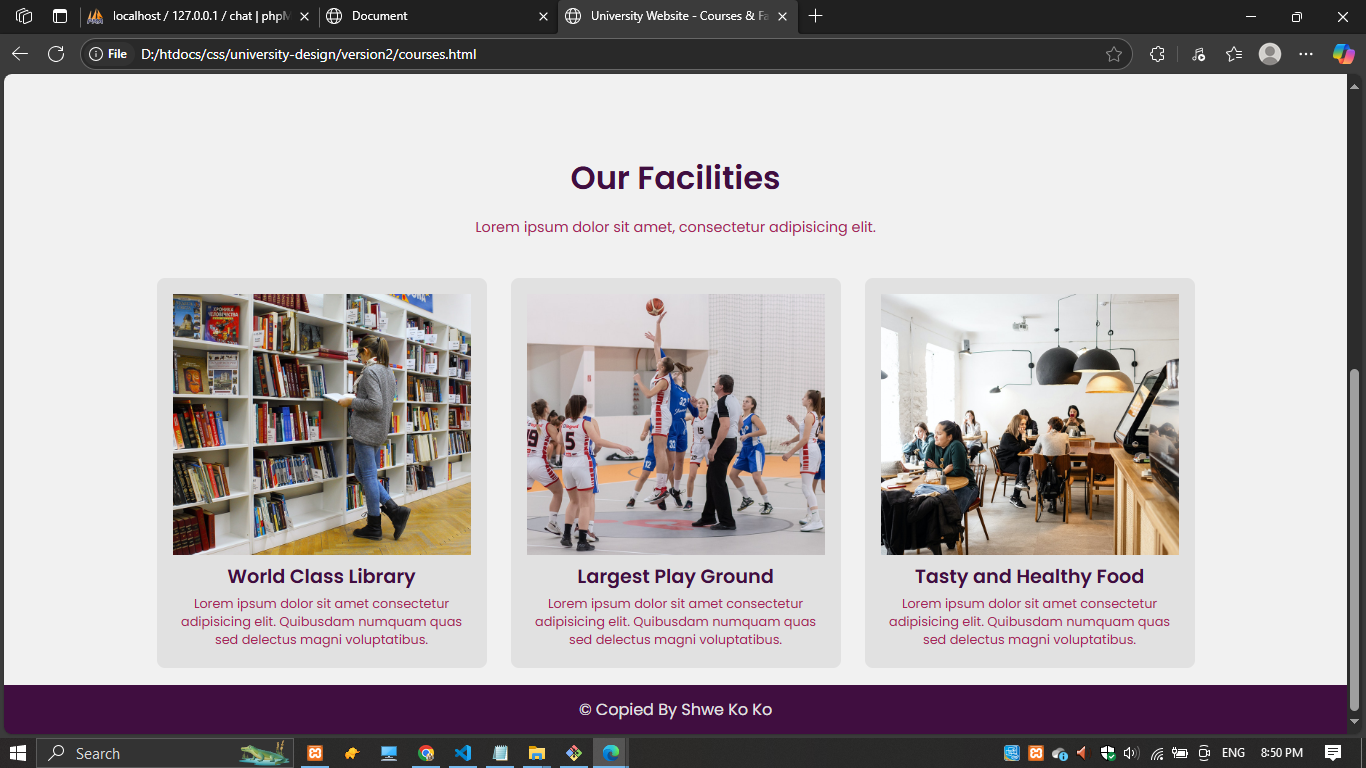 localhost / 127.0.0.1 / chat | phpM
Document
University Website - Courses & Fa
File
D:/htdocs/css/university-design/version2/courses.html
Our Facilities
Lorem ipsum dolor sit amet, consectetur adipisicing elit.
World Class Library
Lorem ipsum dolor sit amet consectetur
adipisicing elit. Quibusdam numquam quas
sed delectus magni voluptatibus.
Largest Play Ground
Lorem ipsum dolor sit amet consectetur
adipisicing elit. Quibusdam numquam quas
sed delectus magni voluptatibus.
Tasty and Healthy Food
Lorem ipsum dolor sit amet consectetur
adipisicing elit. Quibusdam numquam quas
sed delectus magni voluptatibus.
© Copied By Shwe Ko Ko
Search
ENG
8:50 PM